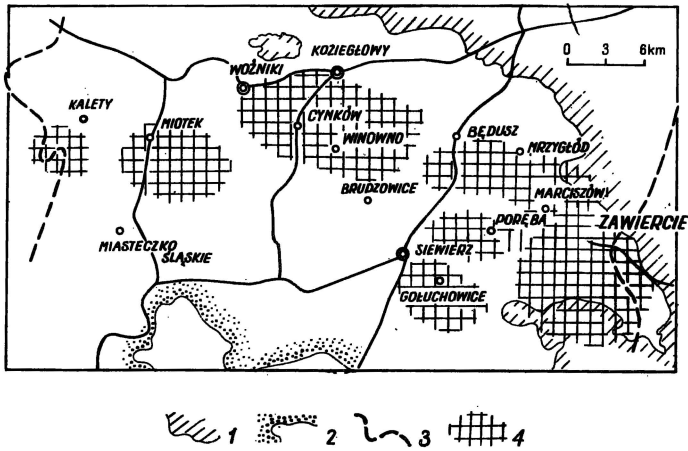 KOZIEGŁOWY
0 3 6km
WOŹNIKI
KALETY
MIOTEK
CYNKÓW
WINOWNO
BĘDUSZ
MRZYGŁÓD
BRUDZOWICE
MARCISZÓW
PORĘBA
ZAWIERCIE
MIASTECZKO
ŚLĄSKIE
SIEWIERZ
GOŁUCHOWICE
1 2 3 4